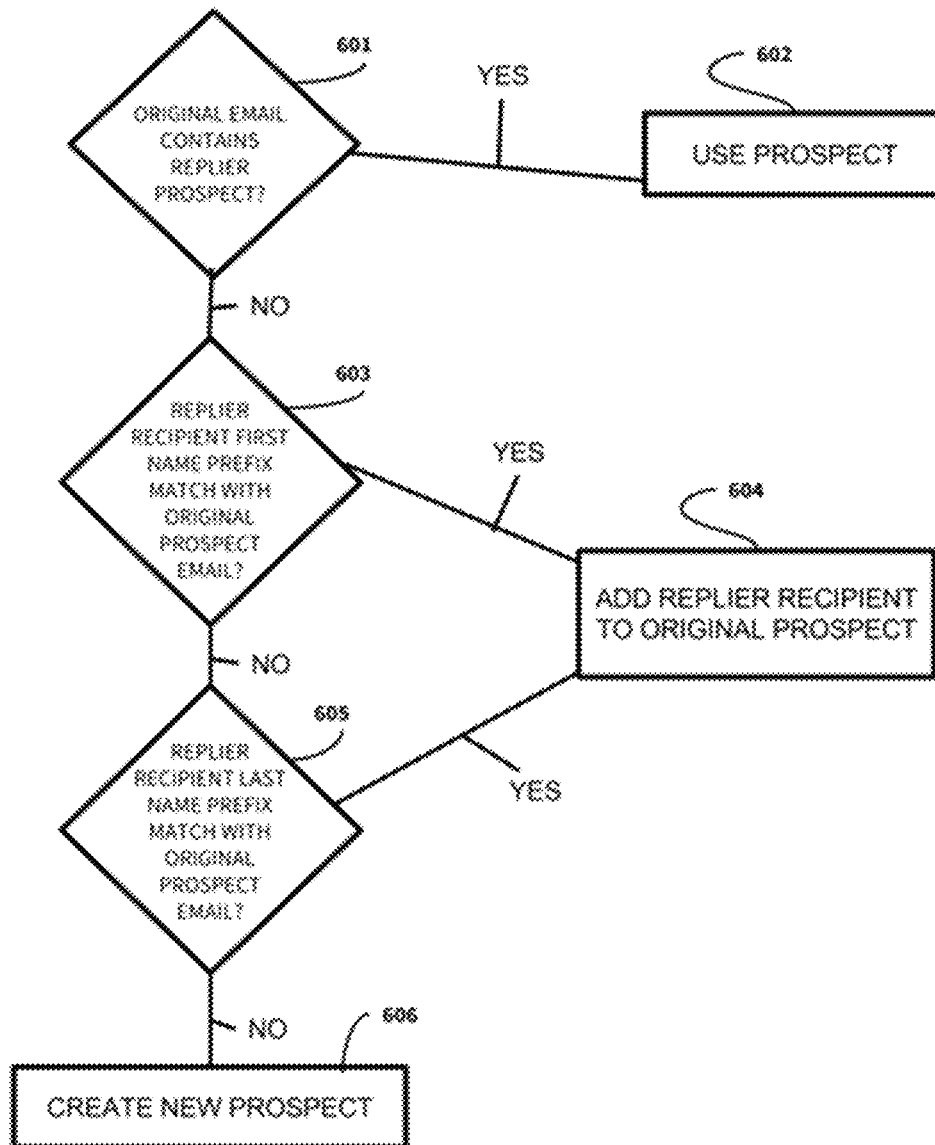 601
ORIGINAL EMAIL
CONTAINS
REPLIER
PROSPECT?
YES
602
USE PROSPECT
NO
603
REPLIER
RECIPIENT FIRST
NAME PREFIX
MATCH WITH
ORIGINAL
PROSPECT
EMAIL?
YES
604
ADD REPLIER RECIPIENT
TO ORIGINAL PROSPECT
NO
605
REPLIER
RECIPIENT LAST
NAME PREFIX
MATCH WITH
ORIGINAL
PROSPECT
EMAIL?
YES
NO
606
CREATE NEW PROSPECT